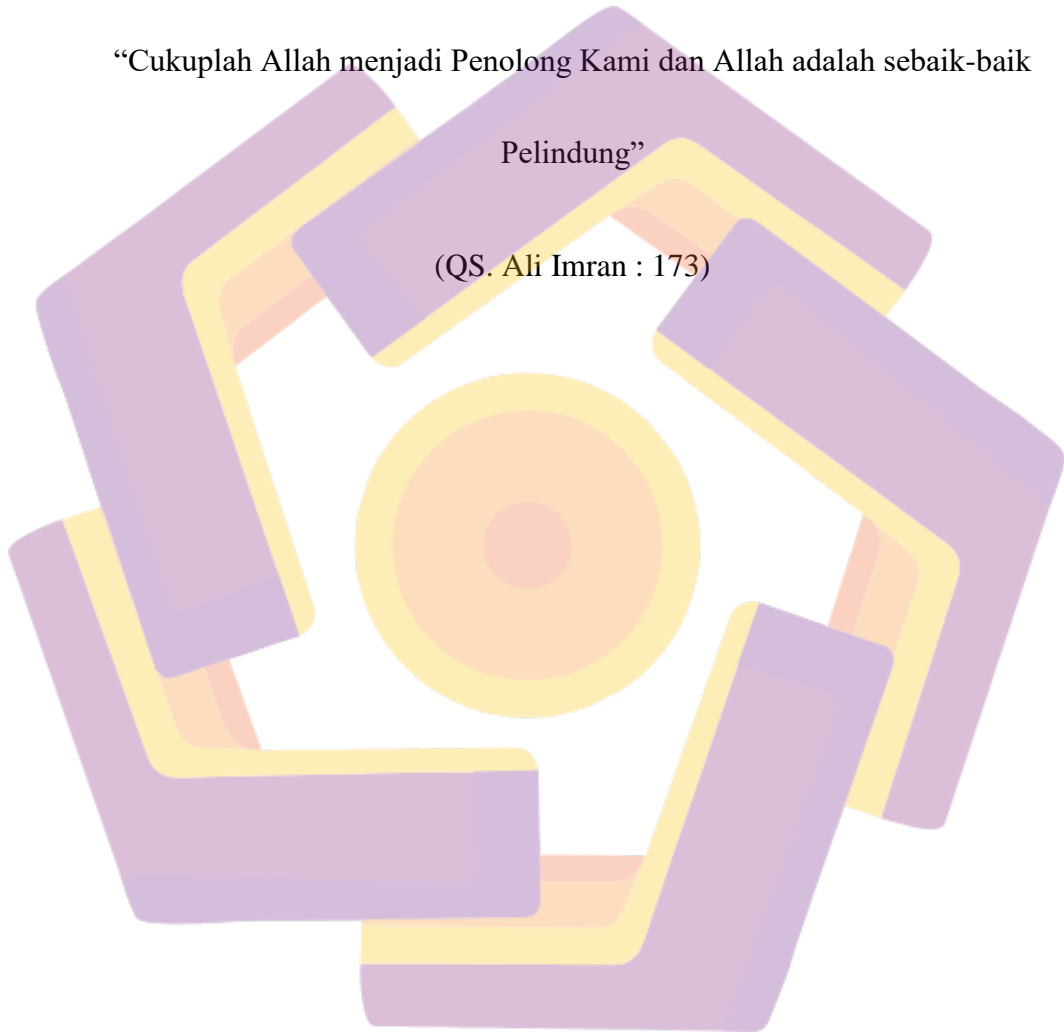 “Cukuplah Allah menjadi Penolong Kami dan Allah adalah sebaik-baik
Pelindung”
(QS. Ali Imran : 173)